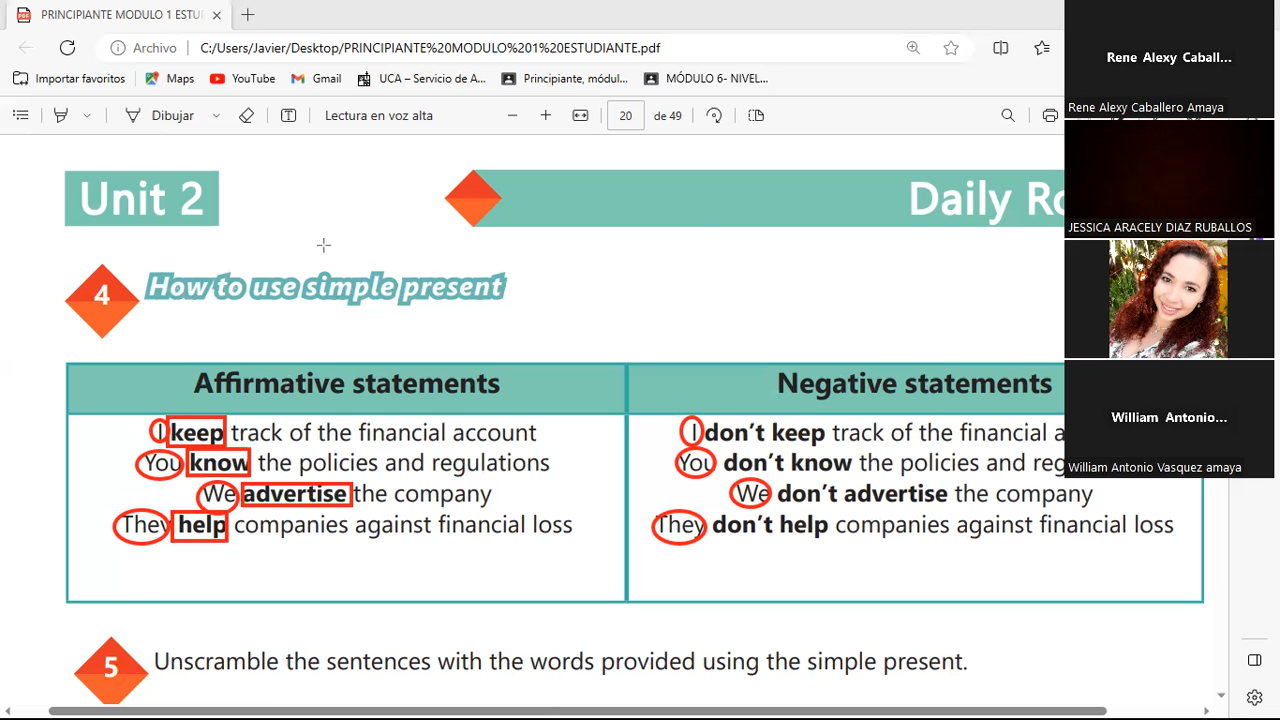 PRINCIPIANTE MODULO 1 ESTU
Archivo C:/Users/Javier/Desktop/PRINCIPIANTE%20MODULO%201%20ESTUDIANTE.pdf
Importar favoritos Maps YouTube Gmail UCA – Servicio de A... Principiante, módul... MÓDULO 6- NIVEL...
Dibujar Lectura en voz alta 20 de 49
Unit 2
Daily Ro
4 How to use simple present
Affirmative statements
I keep track of the financial account
You know the policies and regulations
We advertise the company
They help companies against financial loss
Negative statements
I don't keep track of the financial a
You don't know the policies and reg
We don't advertise the company
They don't help companies against financial loss
5 Unscramble the sentences with the words provided using the simple present.
Rene Alexy Caball...
Rene Alexy Caballero Amaya
JESSICA ARACELY DIAZ RUBALLOS
William Antonio...
William Antonio Vasquez amaya